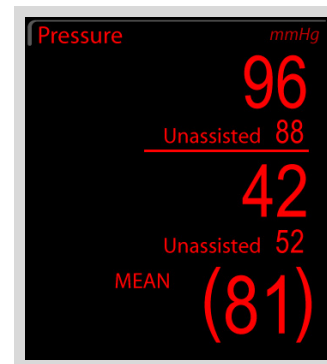 Pressure mmHg
96
Unassisted 88
42
Unassisted 52
MEAN (81)